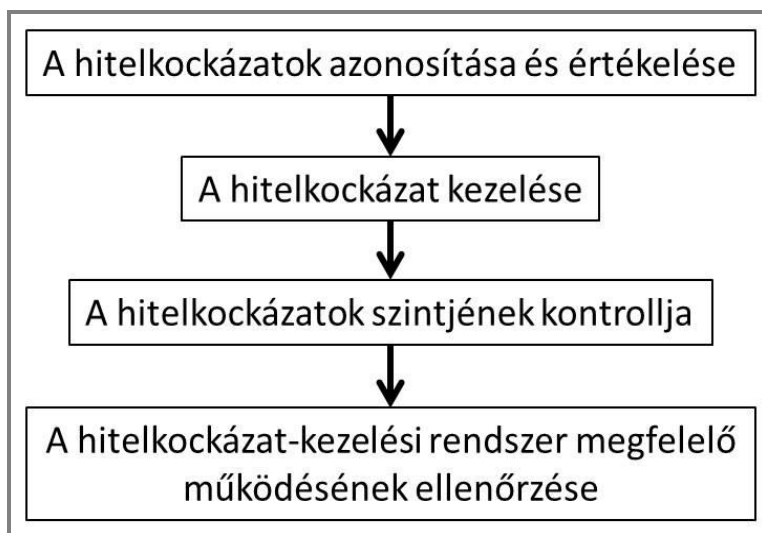 A hitelkockázatok azonosítása és értékelése
A hitelkockázat kezelése
A hitelkockázatok szintjének kontrollja
A hitelkockázat-kezelési rendszer megfelelő
működésének ellenőrzése